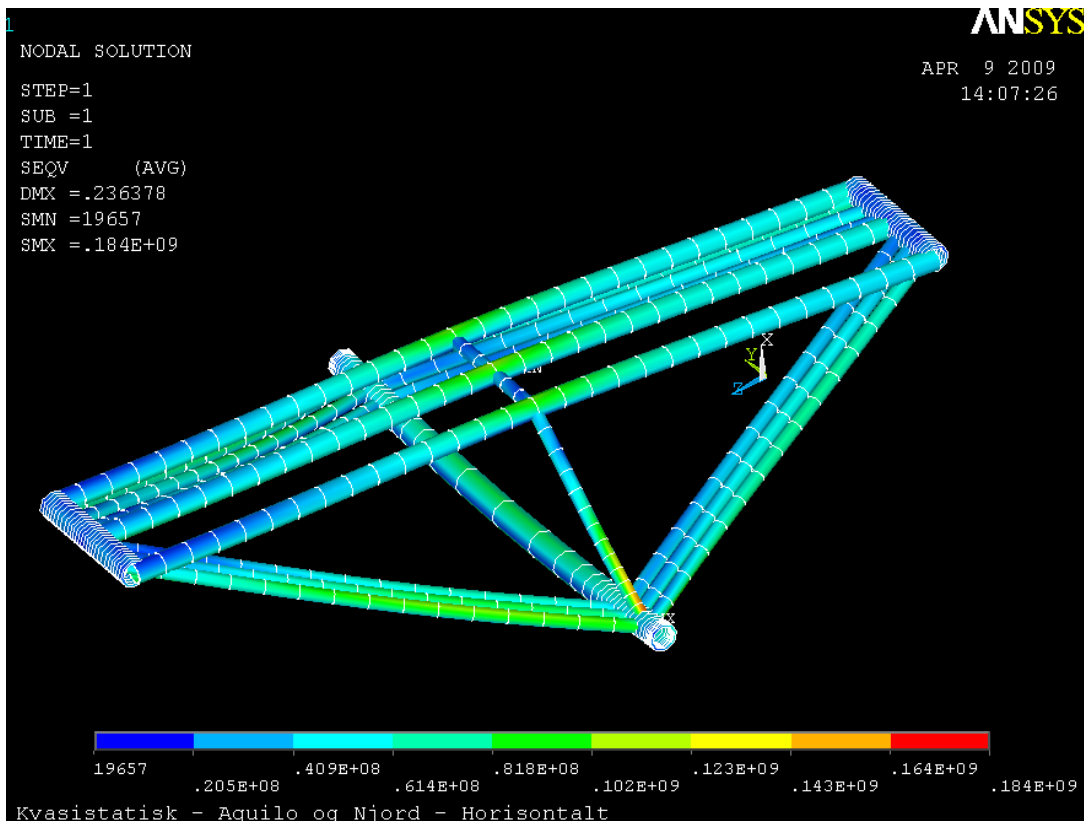 1
ANSYS
NODAL SOLUTION
APR 9 2009
14:07:26
STEP=1
SUB =1
TIME=1
SEQV (AVG)
DMX =.236378
SMN =19657
SMX =.184E+09
X
Y
Z
19657
.205E+08
.409E+08
.614E+08
.818E+08
.102E+09
.123E+09
.143E+09
.164E+09
.184E+09
Kvasistatisk - Aquilo og Njord - Horisontalt